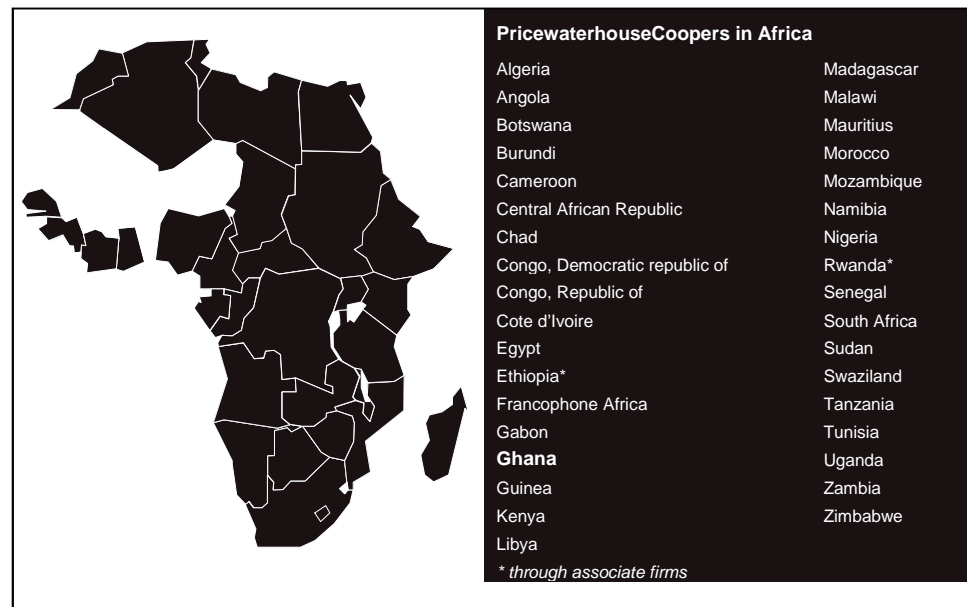 PricewaterhouseCoopers in Africa
Algeria
Angola
Botswana
Burundi
Cameroon
Central African Republic
Chad
Congo, Democratic republic of
Congo, Republic of
Cote d'Ivoire
Egypt
Ethiopia*
Francophone Africa
Gabon
Ghana
Guinea
Kenya
Libya
* through associate firms
Madagascar
Malawi
Mauritius
Morocco
Mozambique
Namibia
Nigeria
Rwanda*
Senegal
South Africa
Sudan
Swaziland
Tanzania
Tunisia
Uganda
Zambia
Zimbabwe